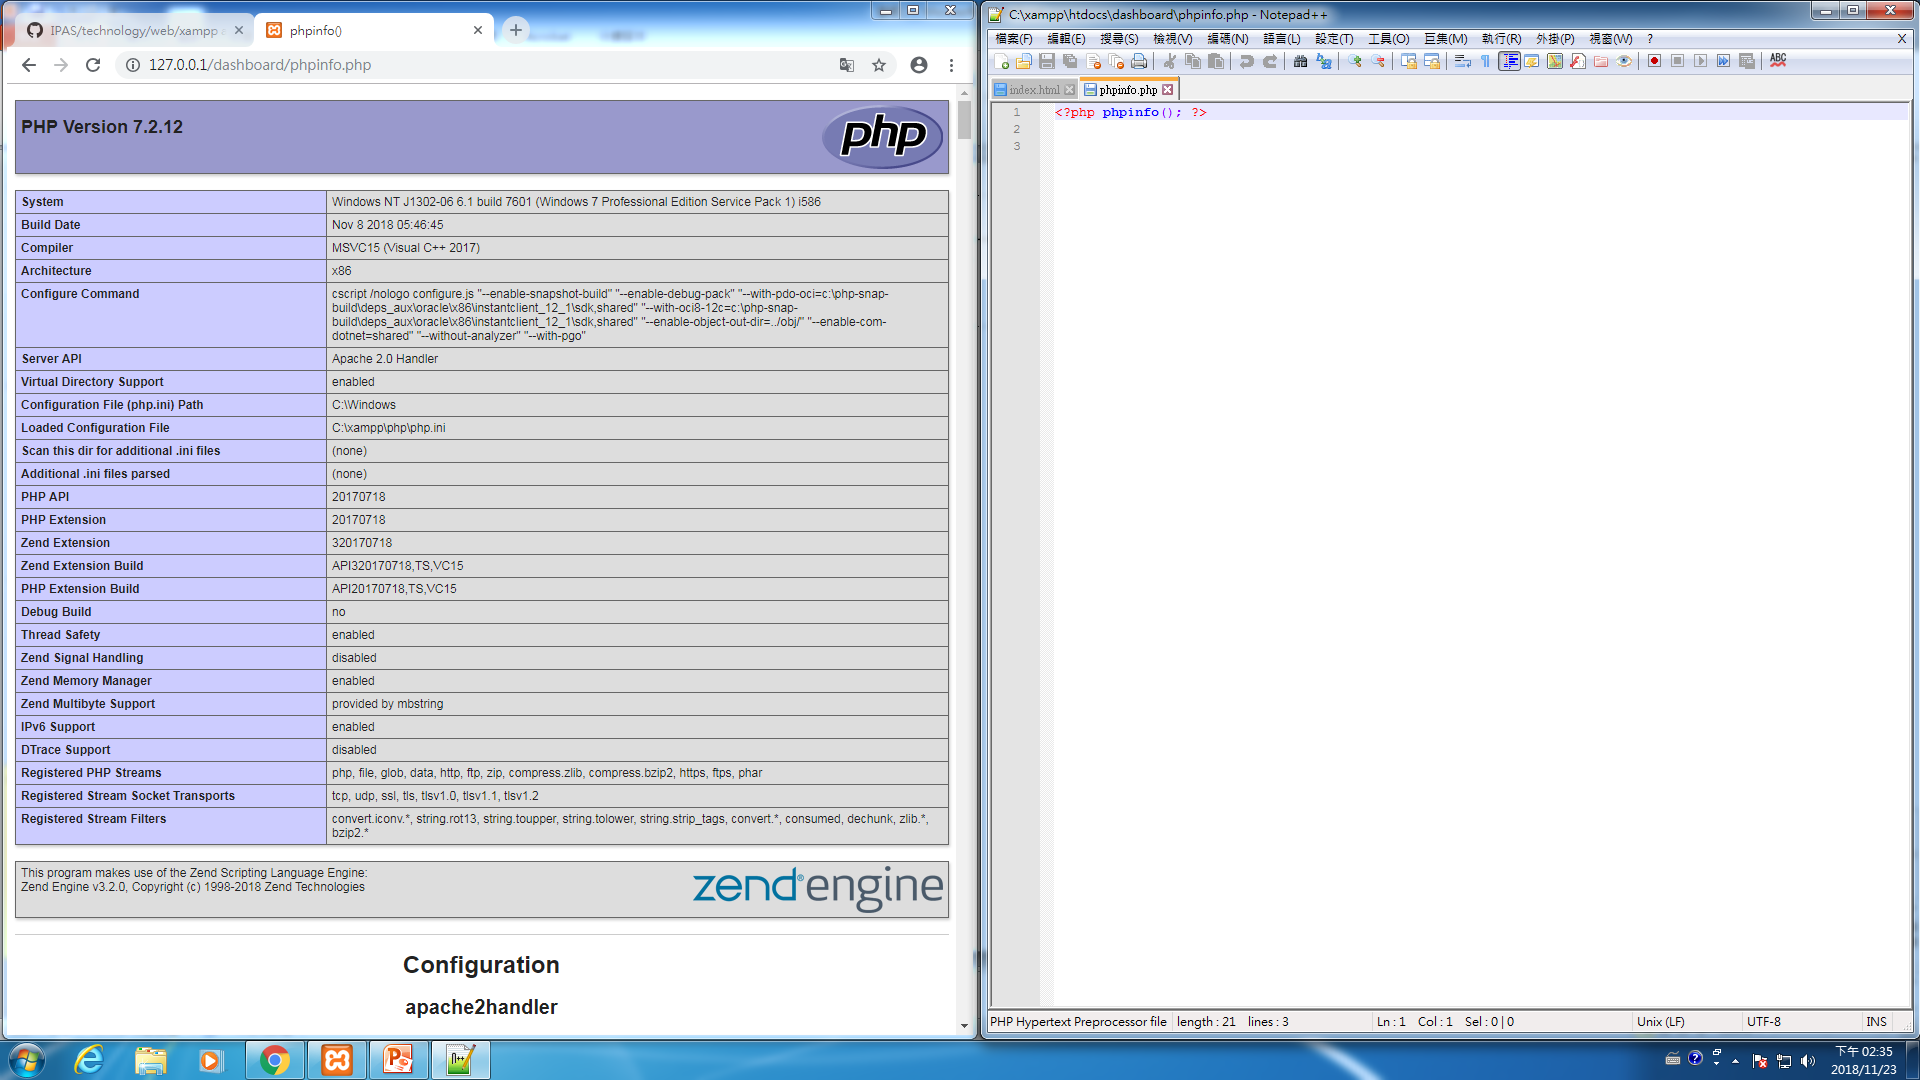 IPAS/technology/web/xampp
phpinfo()
127.0.0.1/dashboard/phpinfo.php
PHP Version 7.2.12
php
System Windows NT J1302-06 6.1 build 7601 (Windows 7 Professional Edition Service Pack 1) i586
Build Date Nov 8 2018 05:46:45
Compiler MSVC15 (Visual C++ 2017)
Architecture x86
Configure Command cscript /nologo configure.js "--enable-snapshot-build" "--enable-debug-pack" "--with-pdo-oci=c:\php-snap-
build\deps_aux\oracle\x86\instantclient_12_1\sdk,shared" "--with-oci8-12c=c:\php-snap-
build\deps_aux\oracle\x86\instantclient_12_1\sdk,shared" "--enable-object-out-dir=../obj/" "--enable-com-
dotnet=shared" "--without-analyzer" "--with-pgo"
Server API Apache 2.0 Handler
Virtual Directory Support enabled
Configuration File (php.ini) Path C:\Windows
Loaded Configuration File C:\xampp\php\php.ini
Scan this dir for additional .ini files (none)
Additional .ini files parsed (none)
PHP API 20170718
PHP Extension 20170718
Zend Extension 320170718
Zend Extension Build API320170718,TS,VC15
PHP Extension Build API20170718,TS,VC15
Debug Build no
Thread Safety enabled
Zend Signal Handling disabled
Zend Memory Manager enabled
Zend Multibyte Support provided by mbstring
IPv6 Support enabled
DTrace Support disabled
Registered PHP Streams php, file, glob, data, http, ftp, zip, compress.zlib, compress.bzip2, https, ftps, phar
Registered Stream Socket Transports tcp, udp, ssl, tls, tlsv1.0, tlsv1.1, tlsv1.2
Registered Stream Filters convert.iconv.*, string.rot13, string.toupper, string.tolower, string.strip_tags, convert.*, consumed, dechunk, zlib.*,
bzip2.*
This program makes use of the Zend Scripting Language Engine:
Zend Engine v3.2.0, Copyright (c) 1998-2018 Zend Technologies
zend® engine
Configuration
apache2handler
C:\xampp\htdocs\dashboard\phpinfo.php - Notepad++
檔案(F) 編輯(E) 搜尋(S) 檢視(V) 編碼(N) 語言(L) 設定(T) 工具(O) 巨集(M) 執行(R) 外掛(P) 視窗(W) ? X
ABC
index.html phpinfo.php
1 <?php phpinfo(); ?>
2
3
PHP Hypertext Preprocessor file length : 21 lines : 3 Ln : 1 Col : 1 Sel : 0 | 0 Unix (LF) UTF-8 INS
下午 02:35
2018/11/23